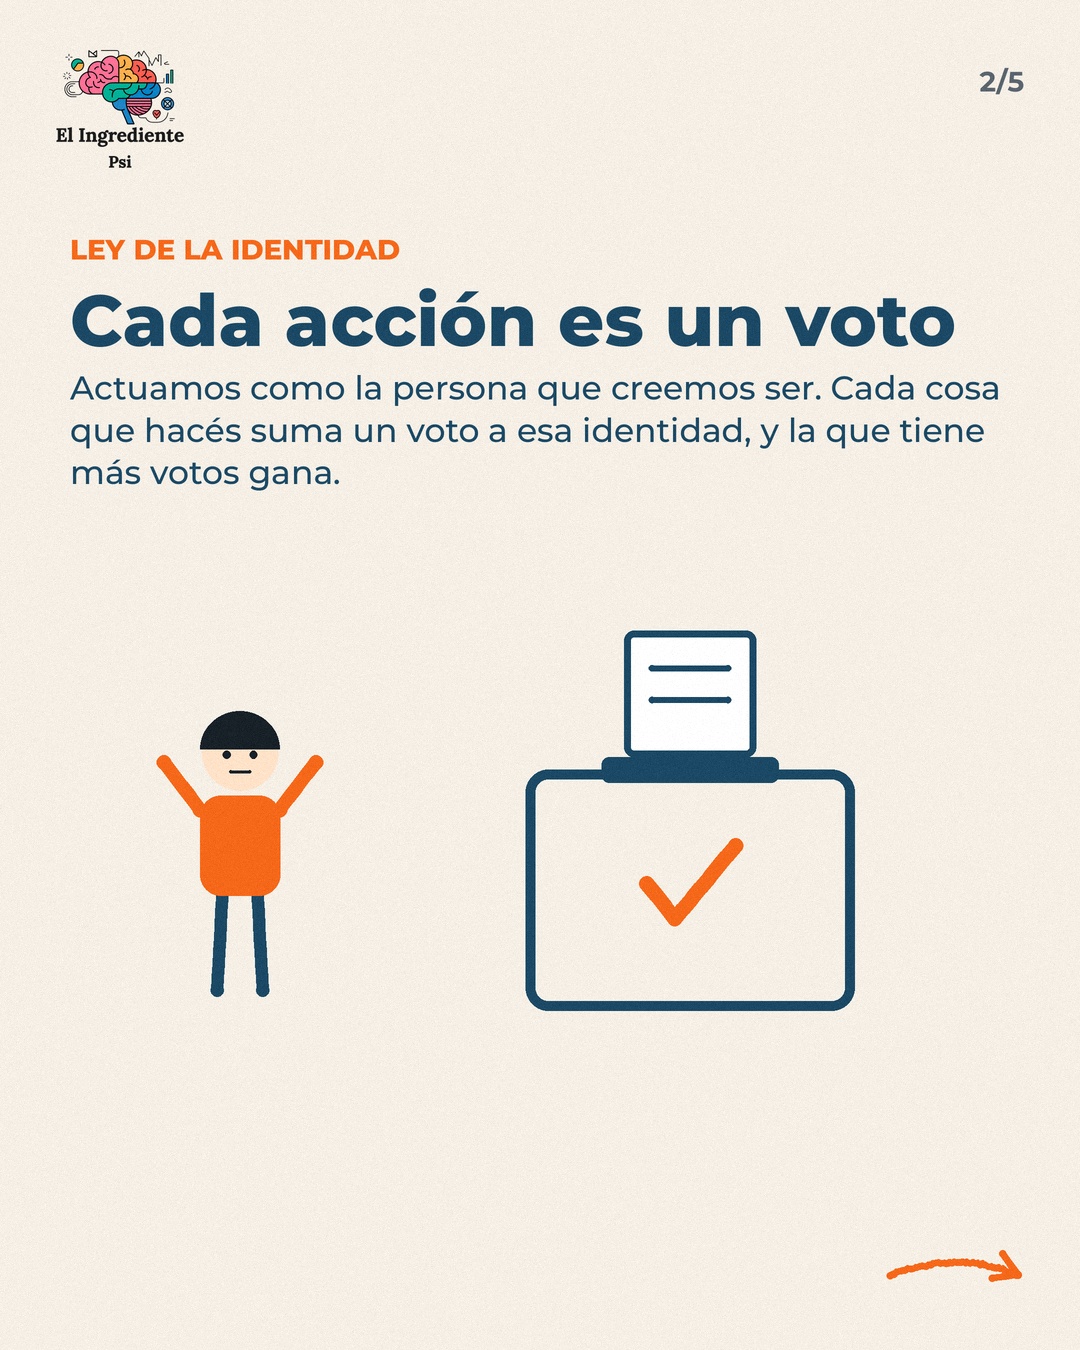 El Ingrediente
Psi
2/5
LEY DE LA IDENTIDAD
Cada acción es un voto
Actuamos como la persona que creemos ser. Cada cosa
que hacés suma un voto a esa identidad, y la que tiene
más votos gana.